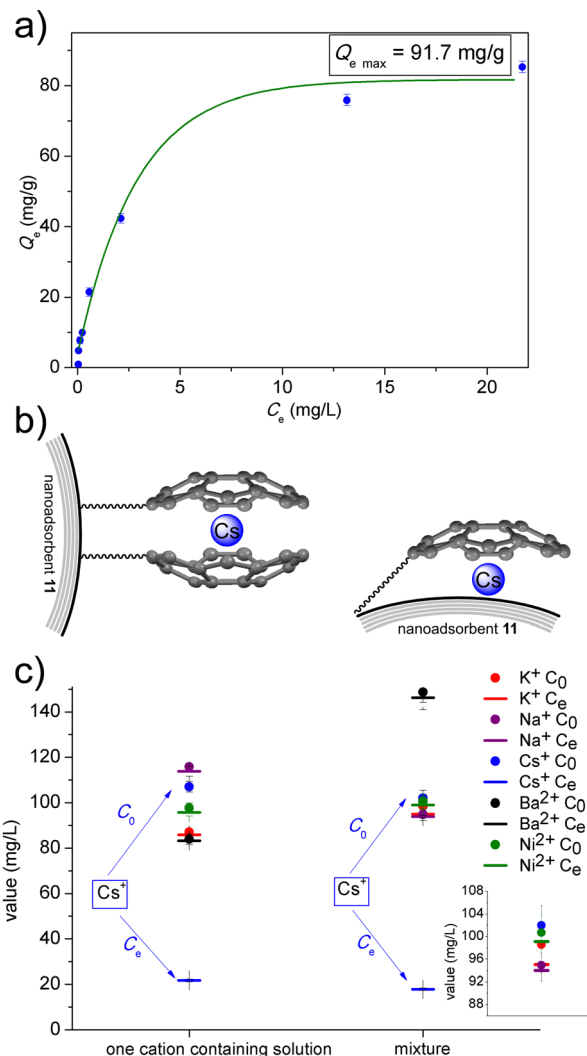 a)
Qe max = 91.7 mg/g
80
60
40
20
0
Qe (mg/g)
0 5 10 15 20
Ce (mg/L)
b)
nanoadsorbent 11
Cs
Cs
nanoadsorbent 11
c)
140
120
100
80
60
40
20
0
value (mg/L)
C0
Cs+
Ce
C0
Cs+
Ce
K+ C0
K+ Ce
Na+ C0
Na+ Ce
Cs+ C0
Cs+ Ce
Ba2+ C0
Ba2+ Ce
Ni2+ C0
Ni2+ Ce
108
104
100
96
92
88
value (mg/L)
one cation containing solution mixture